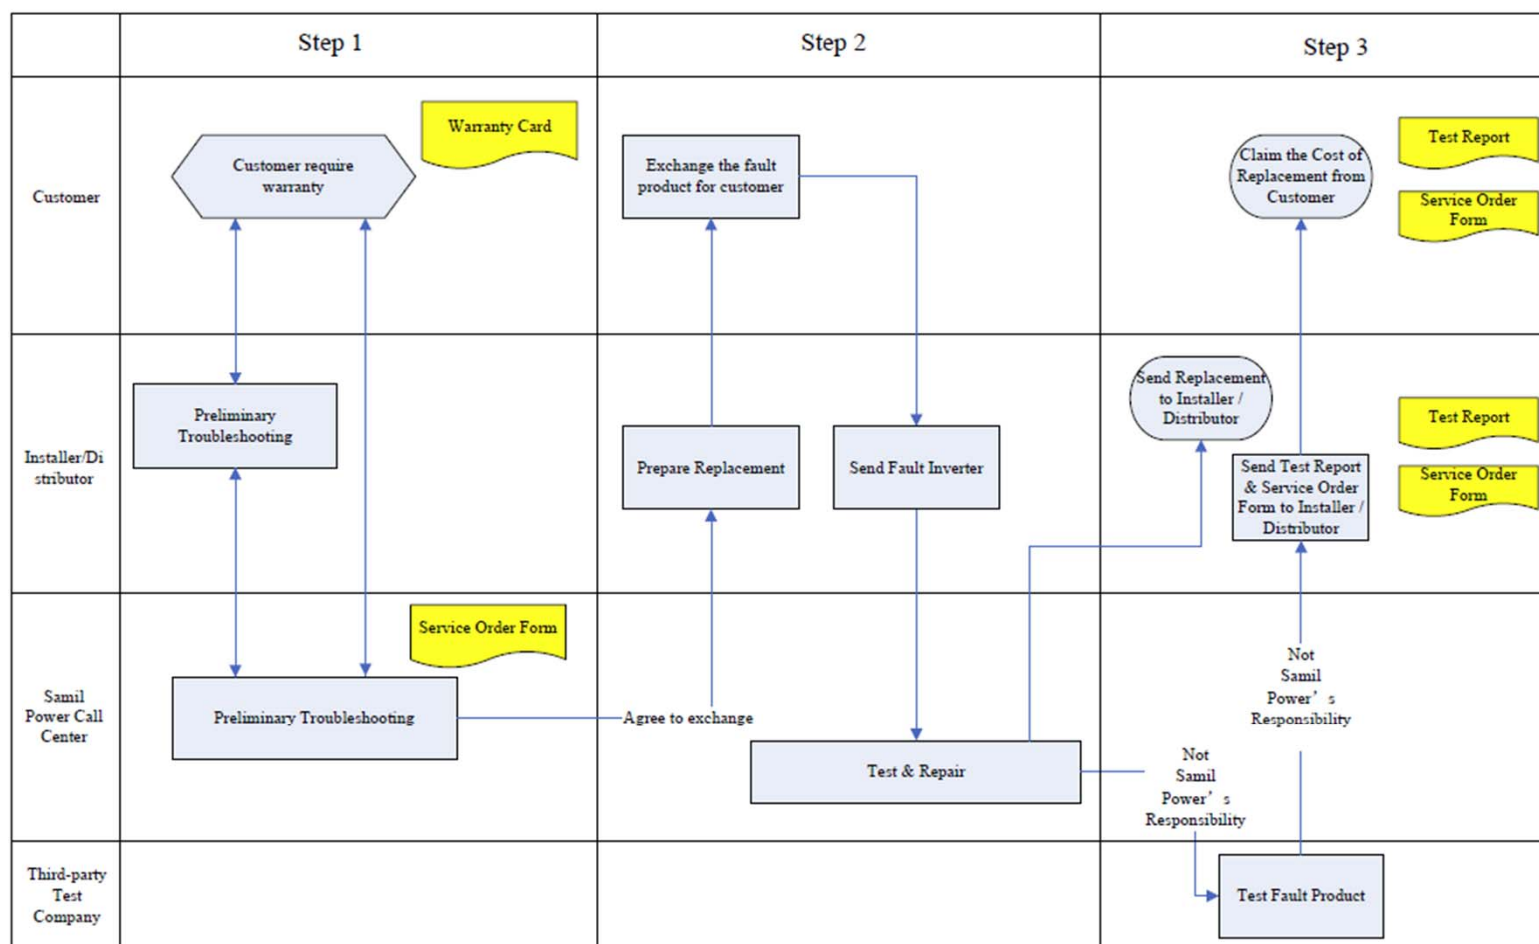 Step 1
Step 2
Step 3
Customer
Customer require
warranty
Warranty Card
Exchange the fault
product for customer
Claim the Cost of
Replacement from
Customer
Test Report
Service Order
Form
Installer/Di
stributor
Preliminary
Troubleshooting
Prepare Replacement
Send Fault Inverter
Send Replacement
to Installer /
Distributor
Send Test Report
& Service Order
Form to Installer /
Distributor
Test Report
Service Order
Form
Samil
Power Call
Center
Service Order Form
Preliminary Troubleshooting
Agree to exchange
Test & Repair
Not
Samil
Power’s
Responsibility
Not
Samil
Power’s
Responsibility
Third-party
Test
Company
Test Fault Product